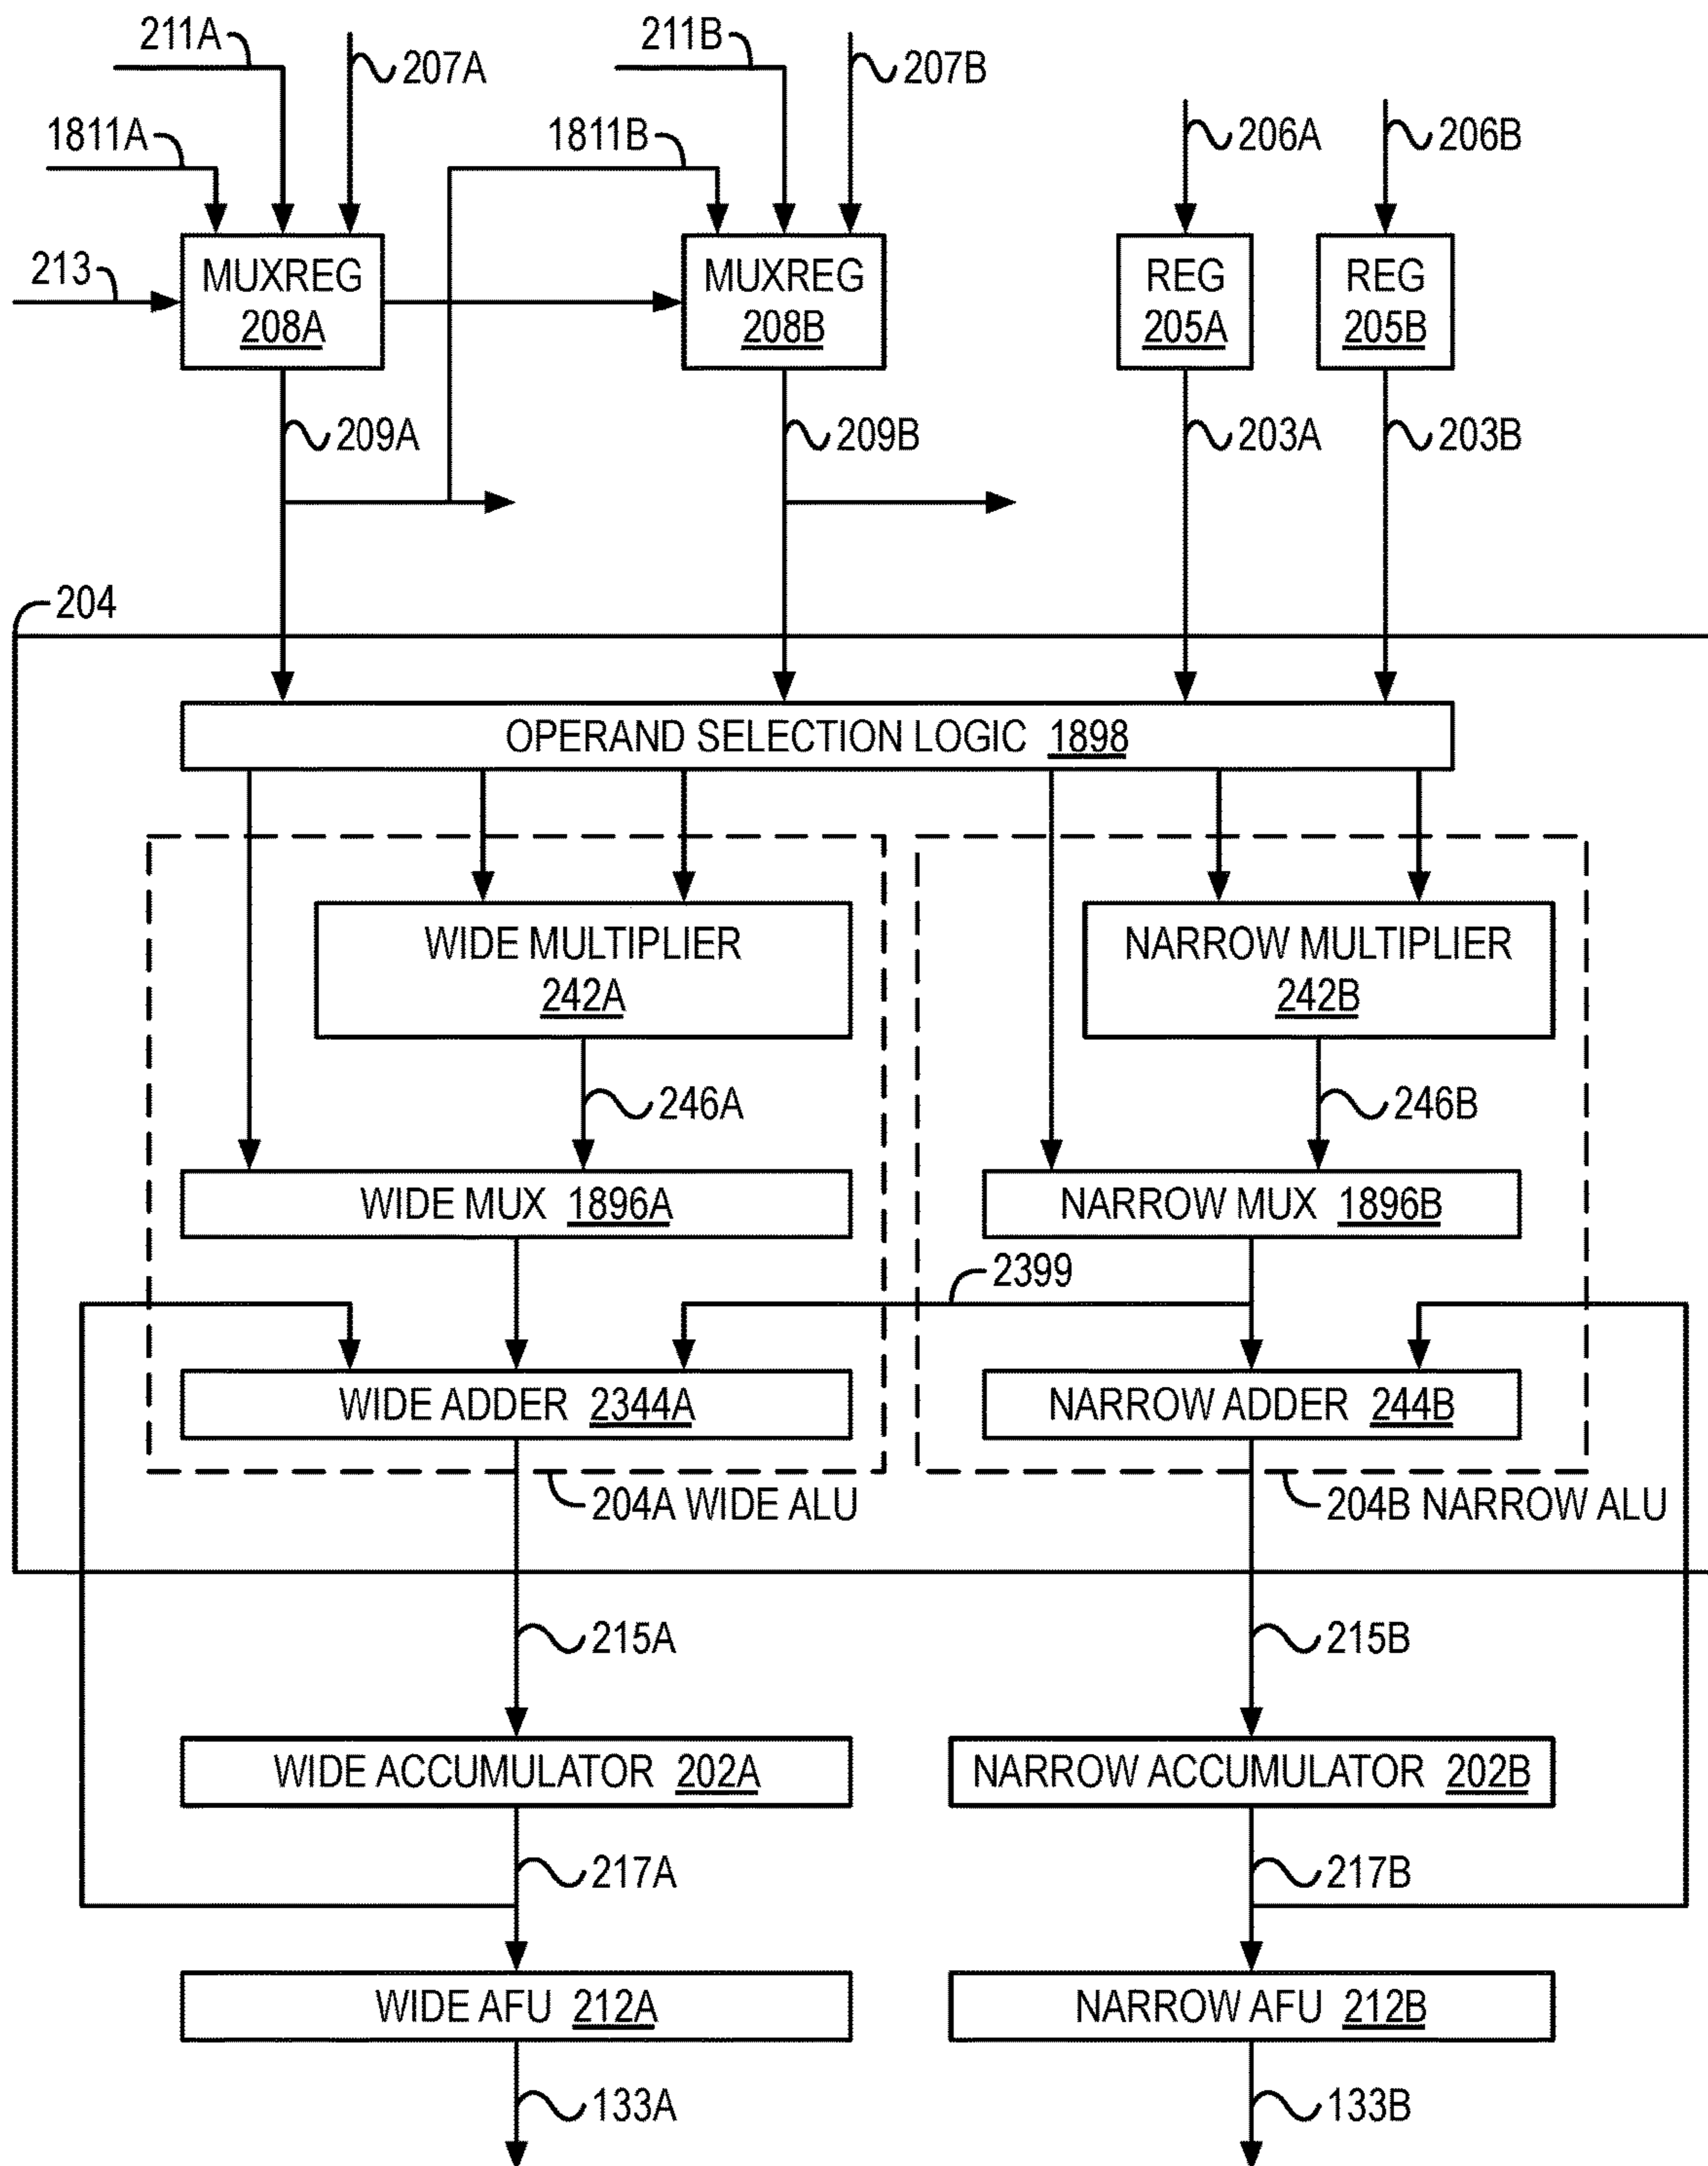 211A
207A
211B
207B
1811A
1811B
206A
206B
213
MUXREG
208A
MUXREG
208B
REG
205A
REG
205B
209A
209B
203A
203B
204
OPERAND SELECTION LOGIC 1898
WIDE MULTIPLIER
242A
NARROW MULTIPLIER
242B
246A
246B
WIDE MUX 1896A
NARROW MUX 1896B
2399
WIDE ADDER 2344A
NARROW ADDER 244B
204A WIDE ALU
204B NARROW ALU
215A
215B
WIDE ACCUMULATOR 202A
NARROW ACCUMULATOR 202B
217A
217B
WIDE AFU 212A
NARROW AFU 212B
133A
133B